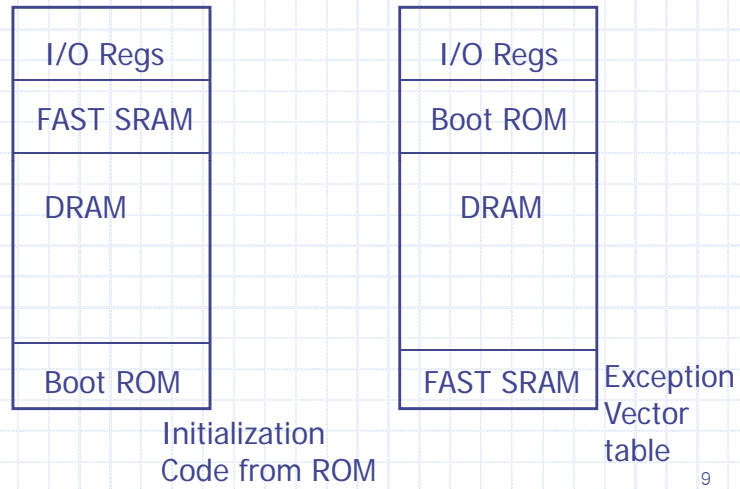 I/O Regs
FAST SRAM
DRAM
Boot ROM
Initialization
Code from ROM
I/O Regs
Boot ROM
DRAM
FAST SRAM
Exception
Vector
table
9